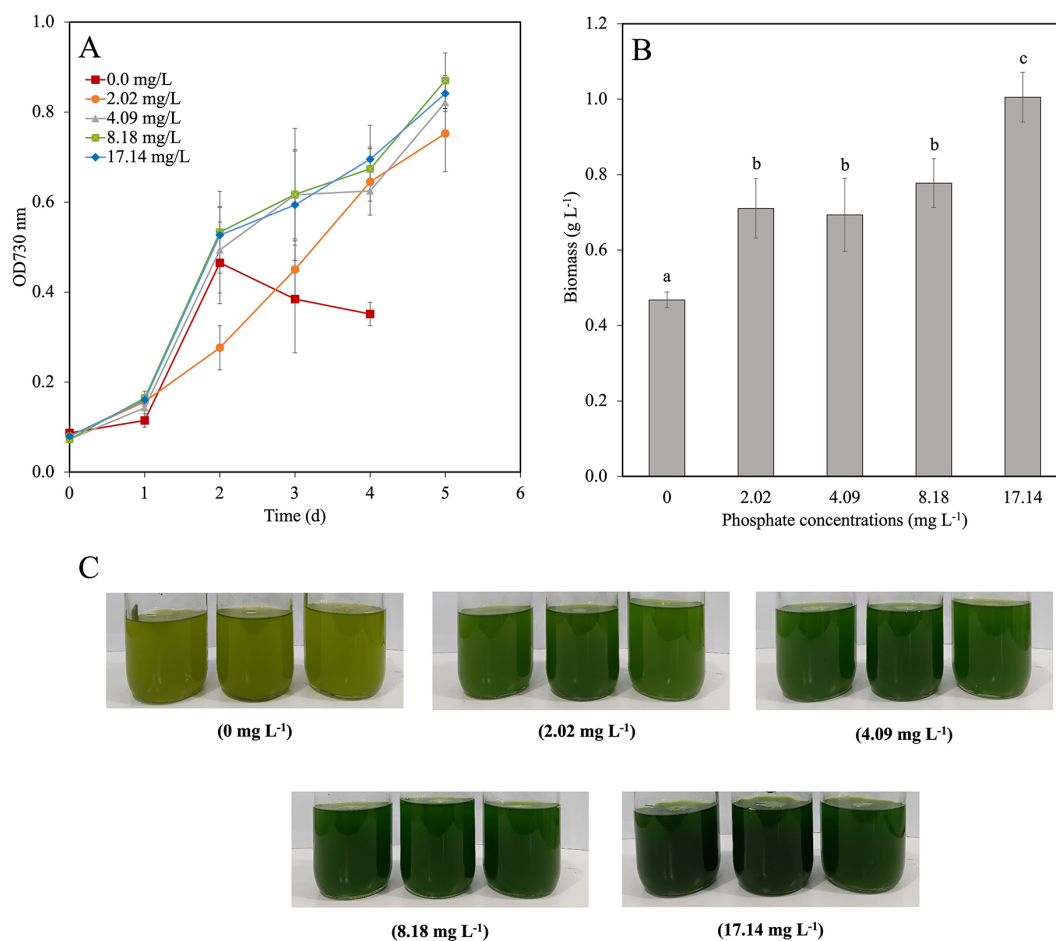 A
0.0 mg/L
2.02 mg/L
4.09 mg/L
8.18 mg/L
17.14 mg/L
1.0
0.8
0.6
0.4
0.2
0.0
OD730 nm
0 1 2 3 4 5 6
Time (d)
B
1.2
1.0
0.8
0.6
0.4
0.2
0.0
Biomass (g L⁻¹)
a b b b c
0 2.02 4.09 8.18 17.14
Phosphate concentrations (mg L⁻¹)
C
(0 mg L⁻¹) (2.02 mg L⁻¹) (4.09 mg L⁻¹)
(8.18 mg L⁻¹) (17.14 mg L⁻¹)